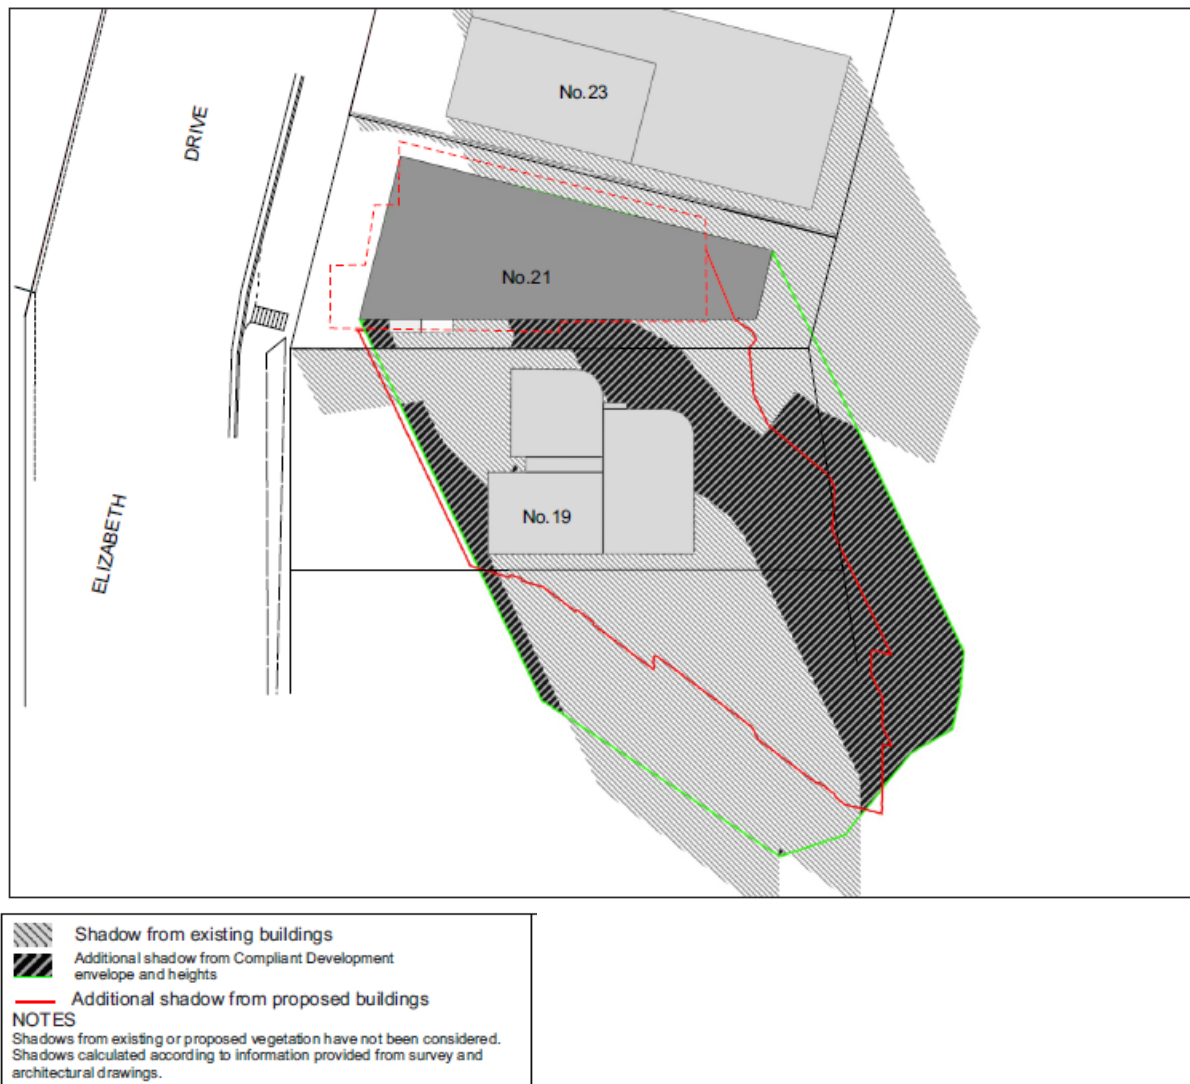 No.23
DRIVE
No.21
No.19
ELIZABETH
Shadow from existing buildings
Additional shadow from Compliant Development
envelope and heights
Additional shadow from proposed buildings
NOTES
Shadows from existing or proposed vegetation have not been considered.
Shadows calculated according to information provided from survey and
architectural drawings.